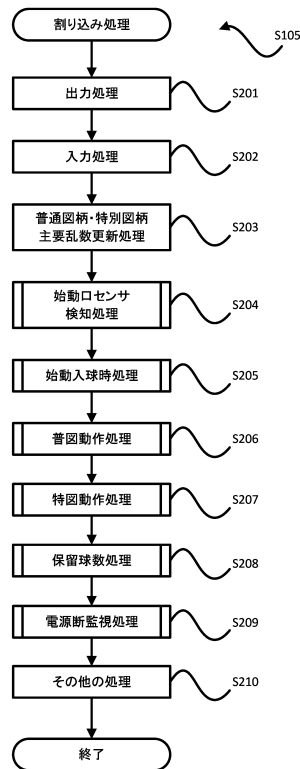 割り込み処理
S105
出力処理
S201
入力処理
S202
普通図柄・特別図柄
主要乱数更新処理
S203
始動口センサ
検知処理
S204
始動入球時処理
S205
普図動作処理
S206
特図動作処理
S207
保留球数処理
S208
電源断監視処理
S209
その他の処理
S210
終了